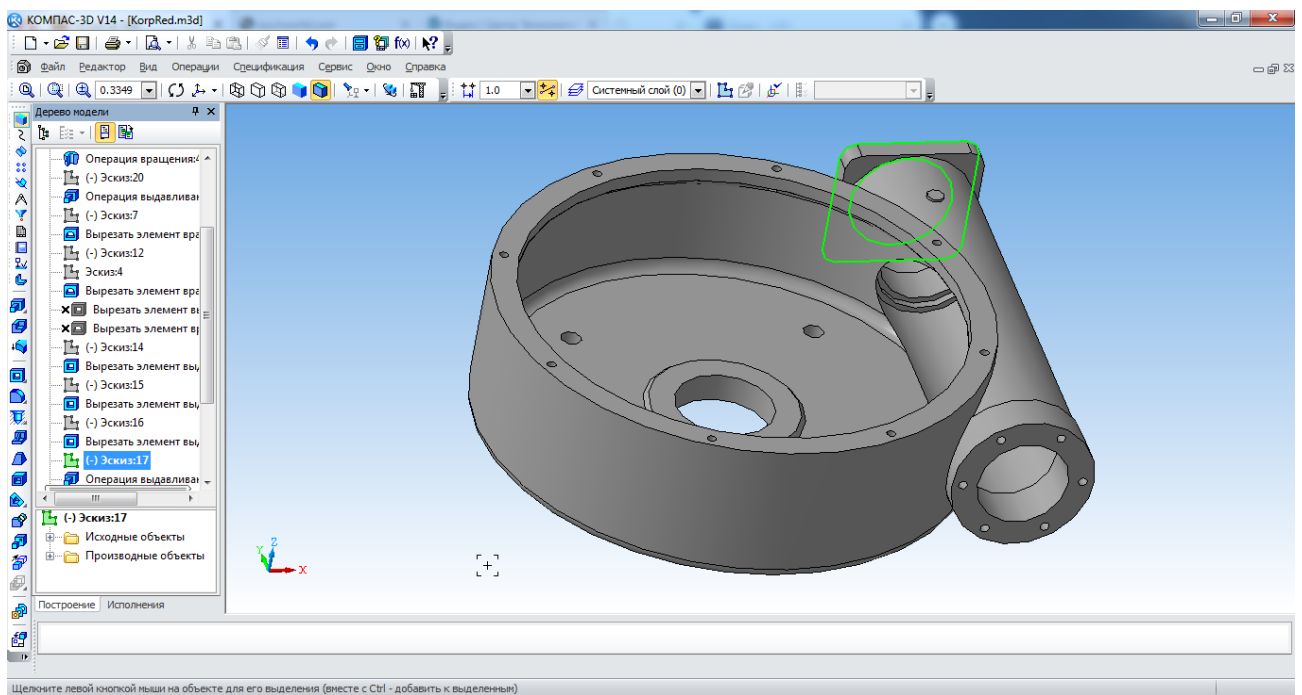 КОМПАС-3D V14 - [KorpRed.m3d]
Файл Редактор Вид Операции Спецификация Сервис Окно Справка
0.3349 1.0 Системный слой (0)
Дерево модели
Операция вращения:4
(-) Эскиз:20
Операция выдавливан
(-) Эскиз:7
Вырезать элемент вра
(-) Эскиз:12
Эскиз:4
Вырезать элемент вра
Вырезать элемент вы
Вырезать элемент вр
(-) Эскиз:14
Вырезать элемент вы
(-) Эскиз:15
Вырезать элемент вы
(-) Эскиз:16
Вырезать элемент вы
(-) Эскиз:17
Операция выдавливан
(-) Эскиз:17
Исходные объекты
Производные объекты
Z
Y
X
Построение Исполнения
Щелкните левой кнопкой мыши на объекте для его выделения (вместе с Ctrl - добавить к выделенным)